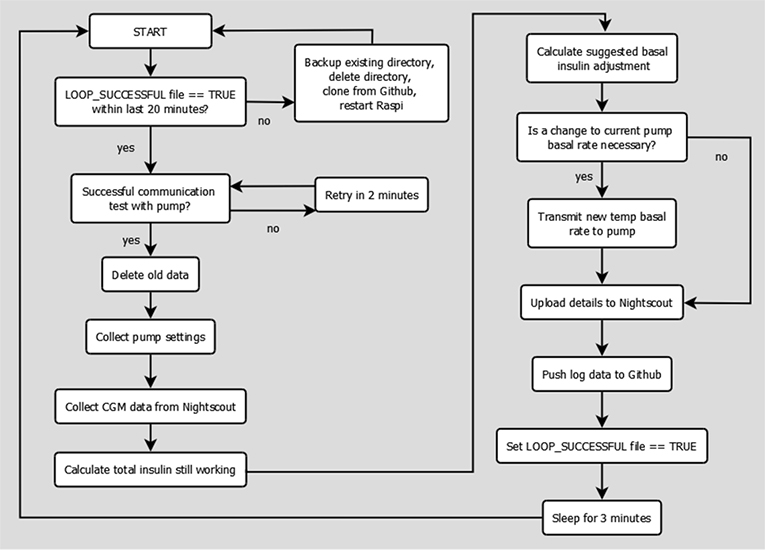 START
Backup existing directory,
delete directory,
clone from Github,
restart Raspi
LOOP_SUCCESSFUL file == TRUE
within last 20 minutes?
no
yes
Successful communication
test with pump?
Retry in 2 minutes
no
yes
Delete old data
Collect pump settings
Collect CGM data from Nightscout
Calculate total insulin still working
Calculate suggested basal
insulin adjustment
Is a change to current pump
basal rate necessary?
no
yes
Transmit new temp basal
rate to pump
Upload details to Nightscout
Push log data to Github
Set LOOP_SUCCESSFUL file == TRUE
Sleep for 3 minutes